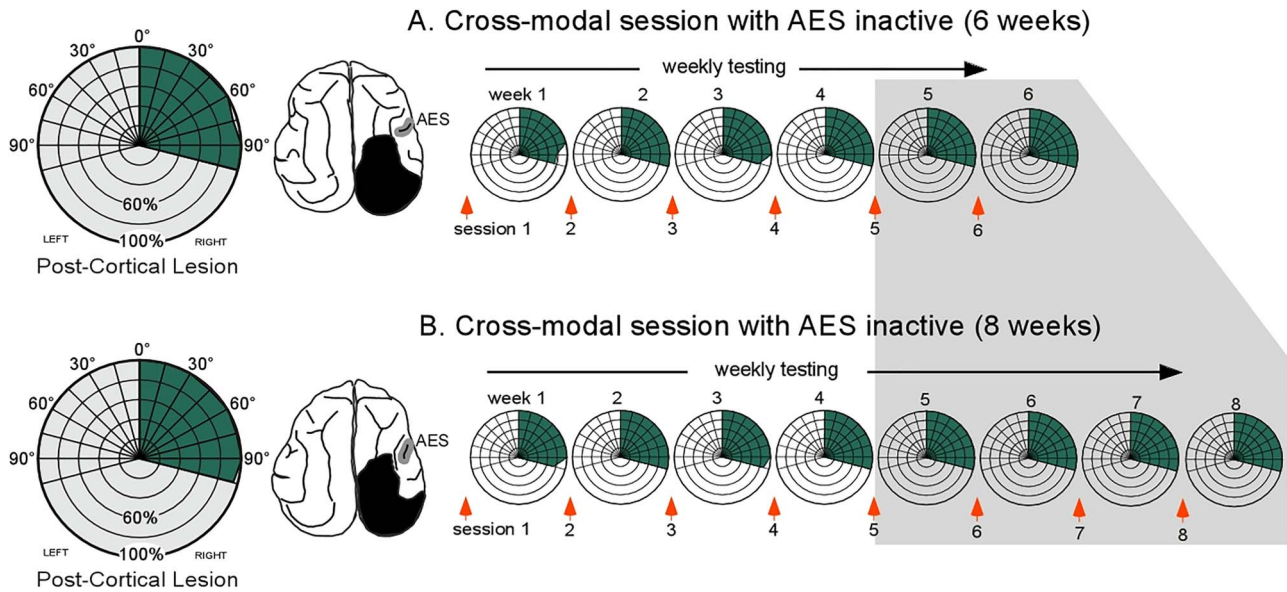 A. Cross-modal session with AES inactive (6 weeks)
0°
30° 30°
60° 60°
90° 90°
60%
LEFT 100% RIGHT
Post-Cortical Lesion
AES
weekly testing
week 1 2 3 4 5 6
session 1 2 3 4 5 6
B. Cross-modal session with AES inactive (8 weeks)
0°
30° 30°
60° 60°
90° 90°
60%
LEFT 100% RIGHT
Post-Cortical Lesion
AES
weekly testing
week 1 2 3 4 5 6 7 8
session 1 2 3 4 5 6 7 8